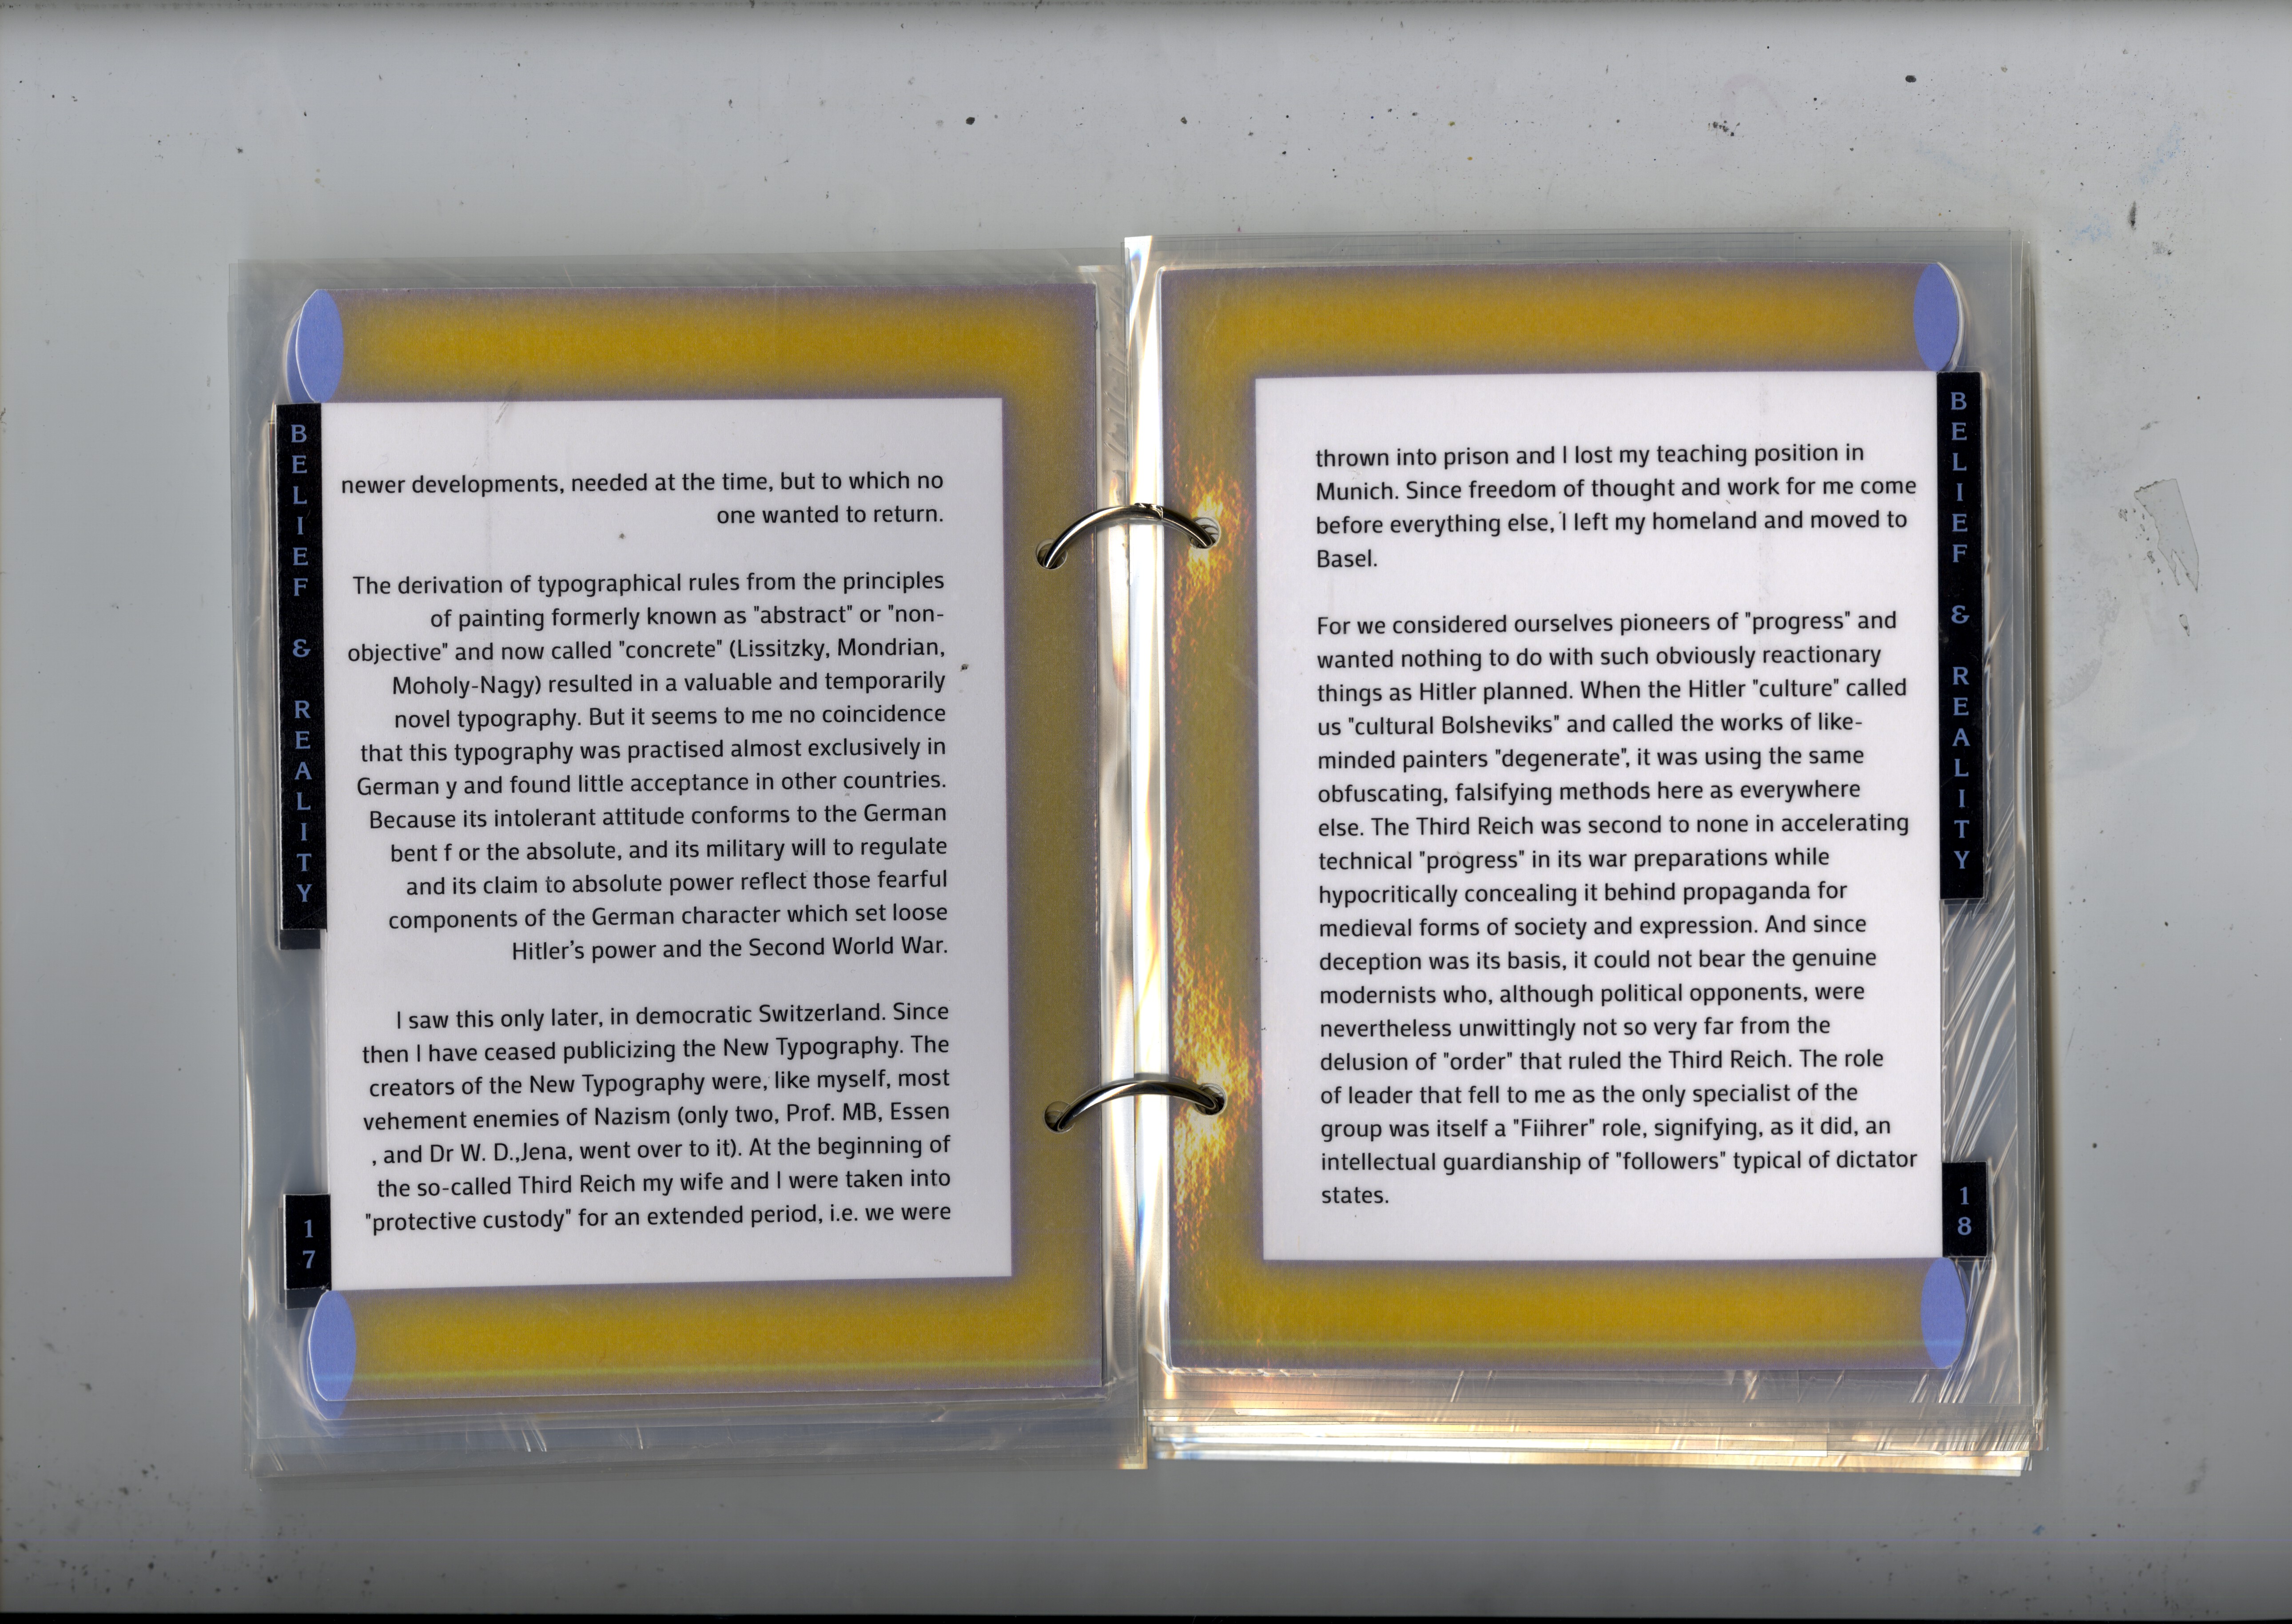 BELIEF & REALITY
newer developments, needed at the time, but to which no
one wanted to return.
The derivation of typographical rules from the principles
of painting formerly known as "abstract" or "non-
objective" and now called "concrete" (Lissitzky, Mondrian,
Moholy-Nagy) resulted in a valuable and temporarily
novel typography. But it seems to me no coincidence
that this typography was practised almost exclusively in
German y and found little acceptance in other countries.
Because its intolerant attitude conforms to the German
bent f or the absolute, and its military will to regulate
and its claim to absolute power reflect those fearful
components of the German character which set loose
Hitler's power and the Second World War.
I saw this only later, in democratic Switzerland. Since
then I have ceased publicizing the New Typography. The
creators of the New Typography were, like myself, most
vehement enemies of Nazism (only two, Prof. MB, Essen
, and Dr W. D.,Jena, went over to it). At the beginning of
the so-called Third Reich my wife and I were taken into
"protective custody" for an extended period, i.e. we were
17
thrown into prison and I lost my teaching position in
Munich. Since freedom of thought and work for me come
before everything else, I left my homeland and moved to
Basel.
For we considered ourselves pioneers of "progress" and
wanted nothing to do with such obviously reactionary
things as Hitler planned. When the Hitler "culture" called
us "cultural Bolsheviks" and called the works of like-
minded painters "degenerate", it was using the same
obfuscating, falsifying methods here as everywhere
else. The Third Reich was second to none in accelerating
technical "progress" in its war preparations while
hypocritically concealing it behind propaganda for
medieval forms of society and expression. And since
deception was its basis, it could not bear the genuine
modernists who, although political opponents, were
nevertheless unwittingly not so very far from the
delusion of "order" that ruled the Third Reich. The role
of leader that fell to me as the only specialist of the
group was itself a "Fiihrer" role, signifying, as it did, an
intellectual guardianship of "followers" typical of dictator
states.
BELIEF & REALITY
18